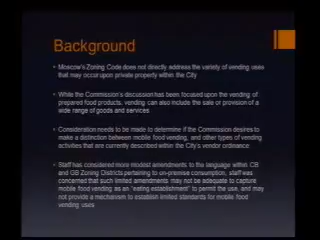 Background
Moscow's Zoning Code does not directly address the variety of vending uses
that may occur upon private property within the City
While the Commission's discussion has been focused upon the vending of
prepared food products, vending can also include the sale or provision of a
wide range of goods and services
Consideration needs to be made to determine if the Commission desires to
make a distinction between mobile food vending, and other types of vending
activities that are currently described within the City's vendor ordinance
Staff has considered more modest amendments to the language within CB
and GB Zoning Districts pertaining to on-premise consumption, staff was
concerned that such limited amendments may not be adequate to capture
mobile food vending as an "eating establishment" to permit the use, and may
not provide a mechanism to establish limited standards for mobile food
vending uses